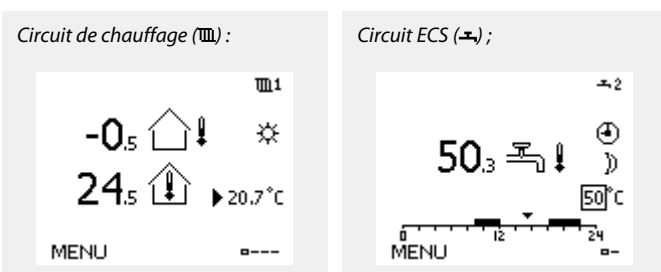 Circuit de chauffage () :
1
-0.5
24.5
20.7°C
MENU
Circuit ECS () ;
2
50.3
50°C
0 12 24
MENU